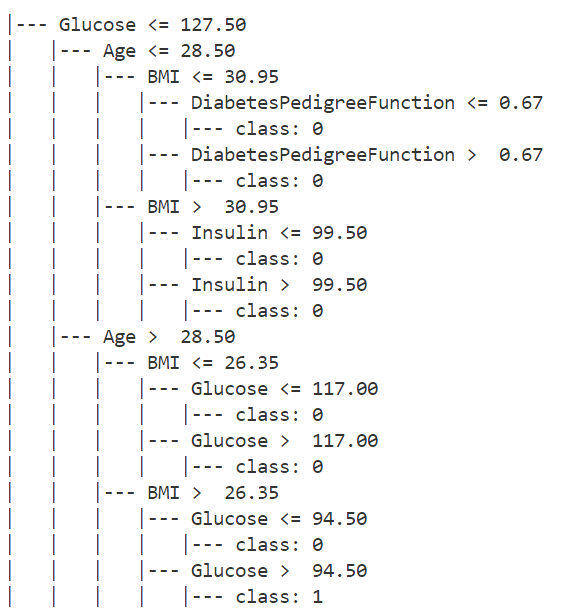 |--- Glucose <= 127.50
|   |--- Age <= 28.50
|   |   |--- BMI <= 30.95
|   |   |   |--- DiabetesPedigreeFunction <= 0.67
|   |   |   |   |--- class: 0
|   |   |   |--- DiabetesPedigreeFunction >  0.67
|   |   |   |   |--- class: 0
|   |   |--- BMI >  30.95
|   |   |   |--- Insulin <= 99.50
|   |   |   |   |--- class: 0
|   |   |   |--- Insulin >  99.50
|   |   |   |   |--- class: 0
|   |--- Age >  28.50
|   |   |--- BMI <= 26.35
|   |   |   |--- Glucose <= 117.00
|   |   |   |   |--- class: 0
|   |   |   |--- Glucose >  117.00
|   |   |   |   |--- class: 0
|   |   |--- BMI >  26.35
|   |   |   |--- Glucose <= 94.50
|   |   |   |   |--- class: 0
|   |   |   |--- Glucose >  94.50
|   |   |   |   |--- class: 1